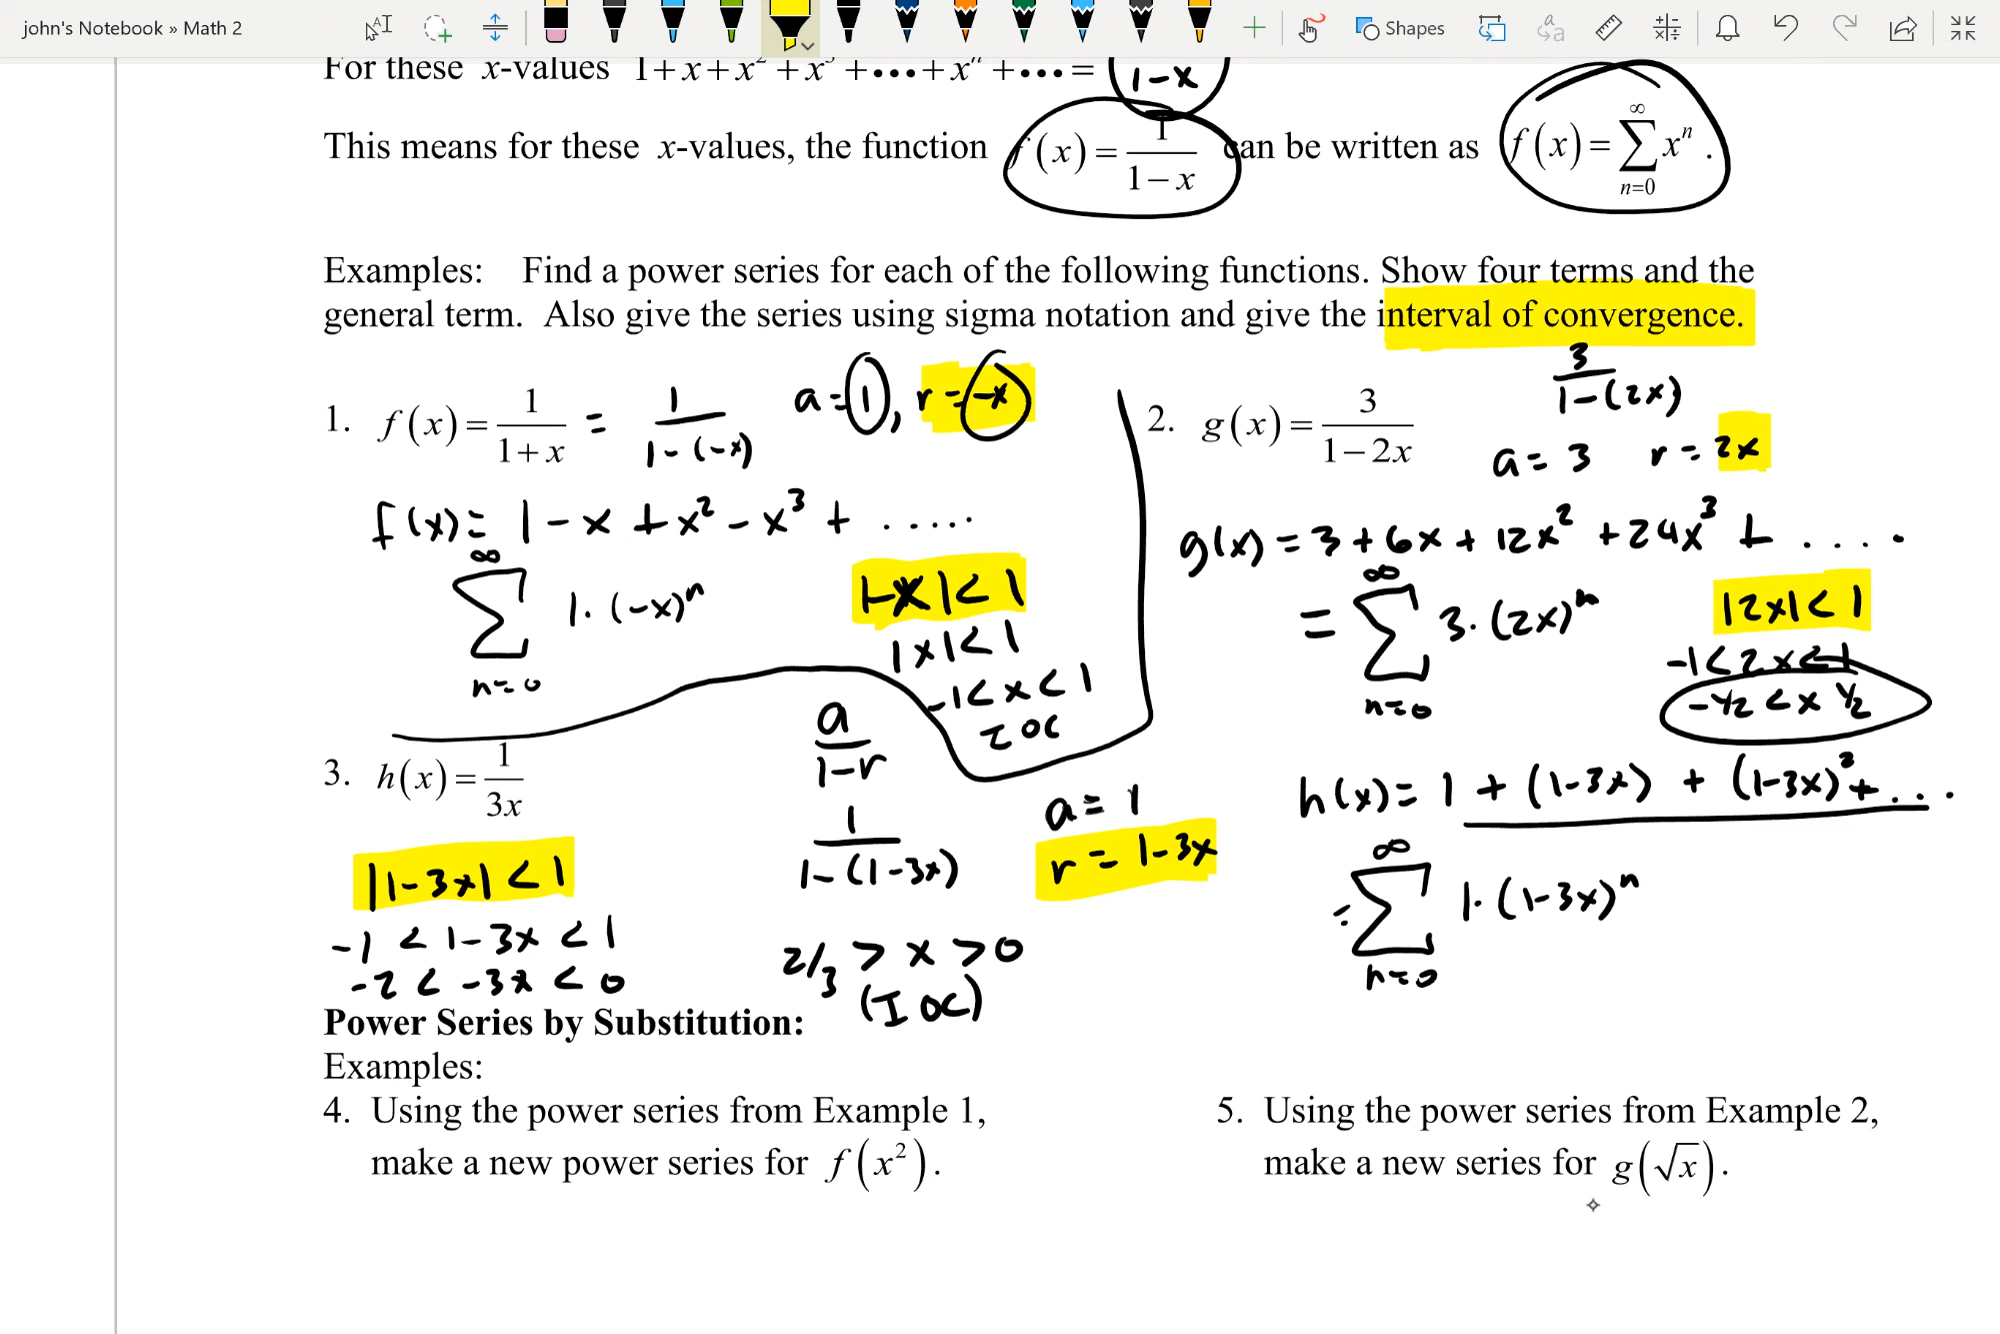 john's Notebook » Math 2
Shapes
For these x-values 1+x+x² +x³ +•••+xⁿ +••• = 1-x
This means for these x-values, the function f(x) = 1/(1-x) can be written as f(x) = ∞ ∑ n=0 xⁿ.
Examples: Find a power series for each of the following functions. Show four terms and the
general term. Also give the series using sigma notation and give the interval of convergence.
1. f(x) = 1/(1+x) = 1/(1-(-x)) a=1, r=-x
f(x)= 1-x+x²-x³+.....
∞ ∑ n=0 1·(-x)ⁿ
|-x|<1
|x|<1
-1<x<1
IOC
2. g(x) = 3/(1-2x) 3/(1-(2x))
a=3 r=2x
g(x)=3+6x+12x²+24x³+....
= ∞ ∑ n=0 3·(2x)ⁿ
|2x|<1
-1<2x<1
-1/2<x 1/2
3. h(x) = 1/(3x)
a/(1-r)
1/(1-(1-3x))
a=1
r=1-3x
h(x)= 1+(1-3x)+(1-3x)²+...
= ∞ ∑ n=0 1·(1-3x)ⁿ
|1-3x|<1
-1<1-3x<1
-2<-3x<0
2/3>x>0
(IOC)
Power Series by Substitution:
Examples:
4. Using the power series from Example 1,
make a new power series for f(x²).
5. Using the power series from Example 2,
make a new series for g(√x).